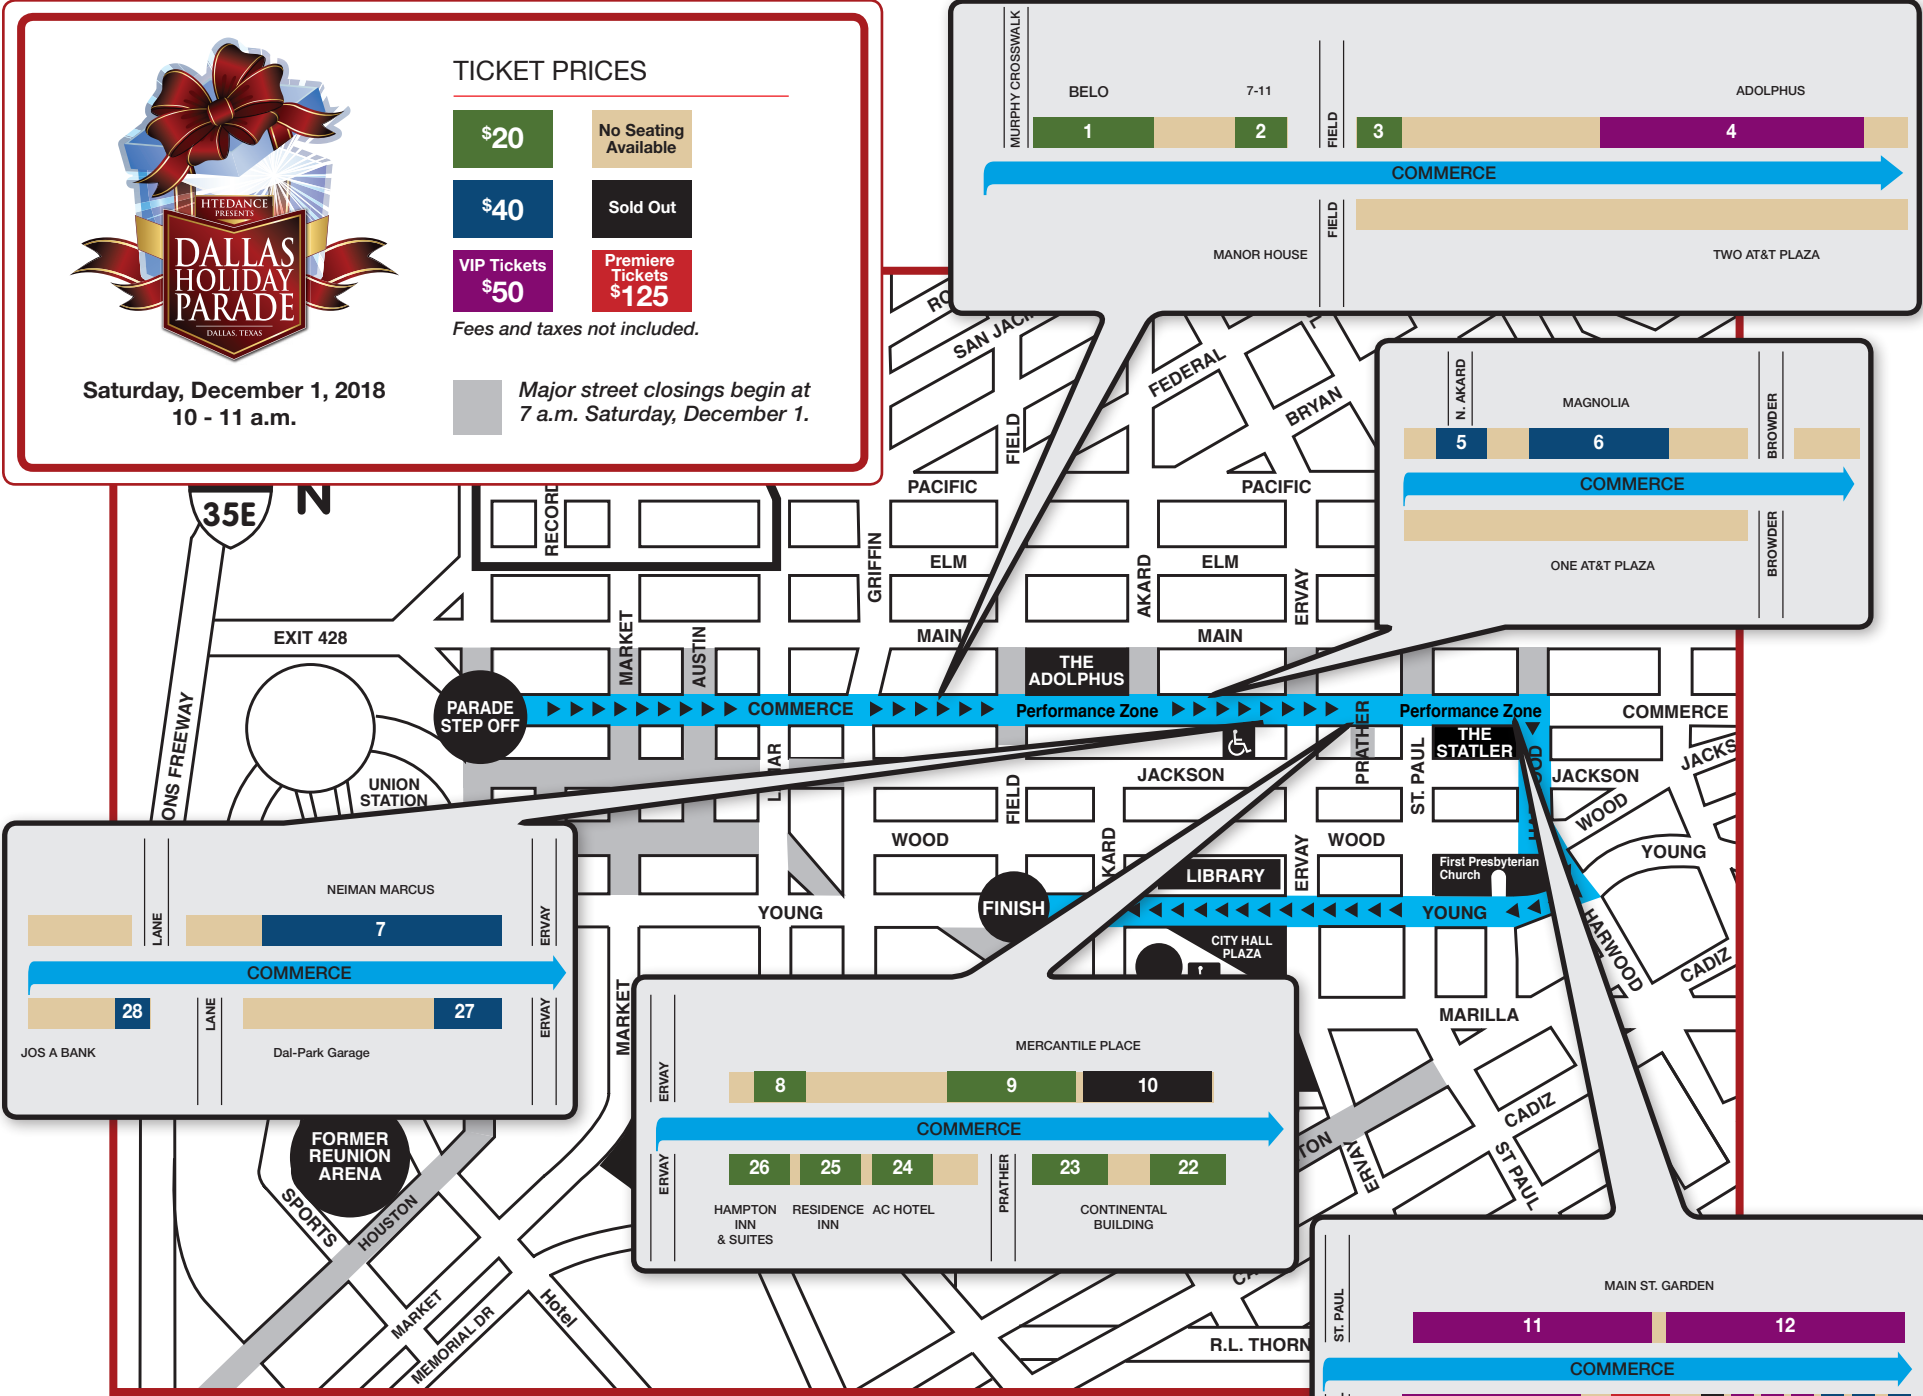 HTEDANCE
PRESENTS
DALLAS
HOLIDAY
PARADE
DALLAS, TEXAS
Saturday, December 1, 2018
10 - 11 a.m.
TICKET PRICES
$20
No Seating
Available
$40
Sold Out
VIP Tickets
$50
Premiere
Tickets
$125
Fees and taxes not included.
Major street closings begin at
7 a.m. Saturday, December 1.
MURPHY CROSSWALK
BELO
7-11
FIELD
ADOLPHUS
1
2
3
4
COMMERCE
FIELD
MANOR HOUSE
TWO AT&T PLAZA
N. AKARD
MAGNOLIA
BROWDER
5
6
COMMERCE
ONE AT&T PLAZA
BROWDER
35E
N
SAN
FEDERAL
BRYAN
FIELD
RECORD
PACIFIC
PACIFIC
GRIFFIN
ELM
AKARD
ELM
ERVAY
EXIT 428
MARKET
AUSTIN
MAIN
MAIN
THE
ADOLPHUS
PARADE
STEP OFF
COMMERCE
Performance Zone
PRATHER
Performance Zone
COMMERCE
THE
STATLER
FREEWAY
UNION
STATION
FIELD
JACKSON
ST. PAUL
JACKSON
WOOD
WOOD
ERVAY
WOOD
YOUNG
First Presbyterian
Church
LIBRARY
YOUNG
FINISH
YOUNG
HARWOOD
CITY HALL
PLAZA
CADIZ
MARKET
MARILLA
LANE
NEIMAN MARCUS
ERVAY
7
COMMERCE
28
LANE
27
ERVAY
JOS A BANK
Dal-Park Garage
ERVAY
MERCANTILE PLACE
8
9
10
COMMERCE
ERVAY
26
25
24
PRATHER
23
22
HAMPTON
INN
& SUITES
RESIDENCE
INN
AC HOTEL
CONTINENTAL
BUILDING
FORMER
REUNION
ARENA
SPORTS
HOUSTON
MARKET
MEMORIAL DR
Hotel
ERVAY
CADIZ
ST PAUL
R.L. THORN
ST. PAUL
MAIN ST. GARDEN
11
12
COMMERCE